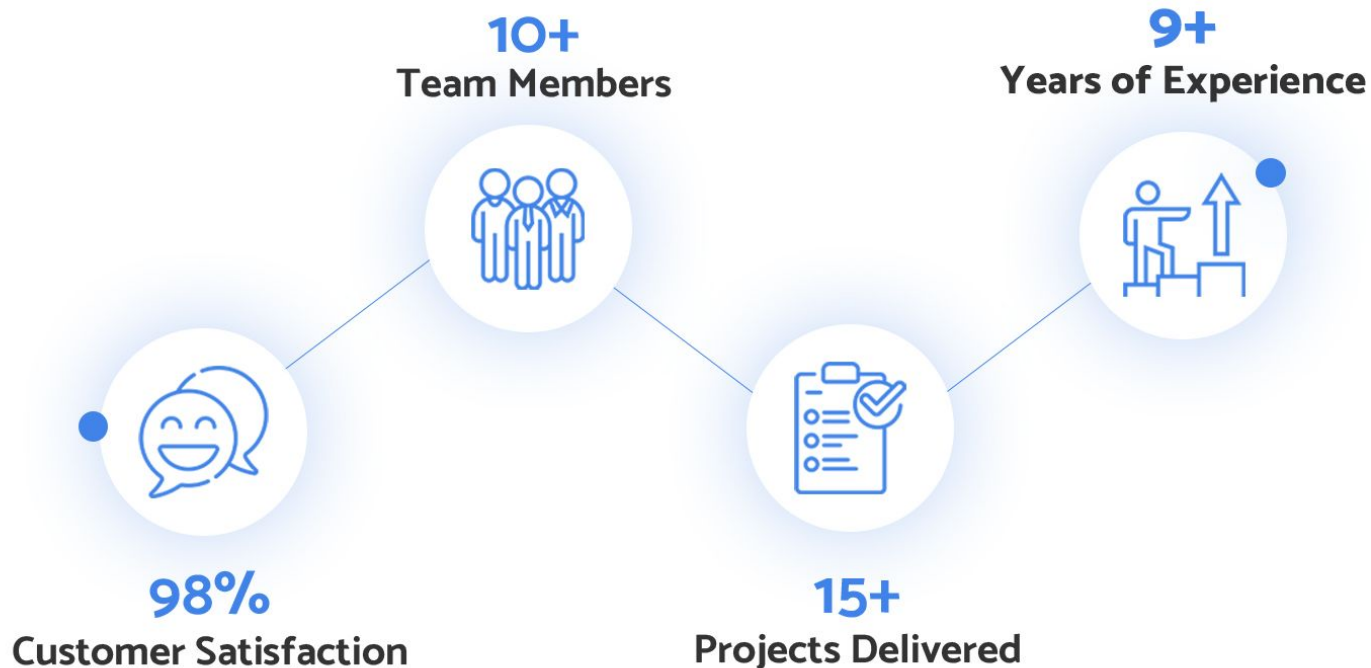 10+
Team Members
9+
Years of Experience
98%
Customer Satisfaction
15+
Projects Delivered